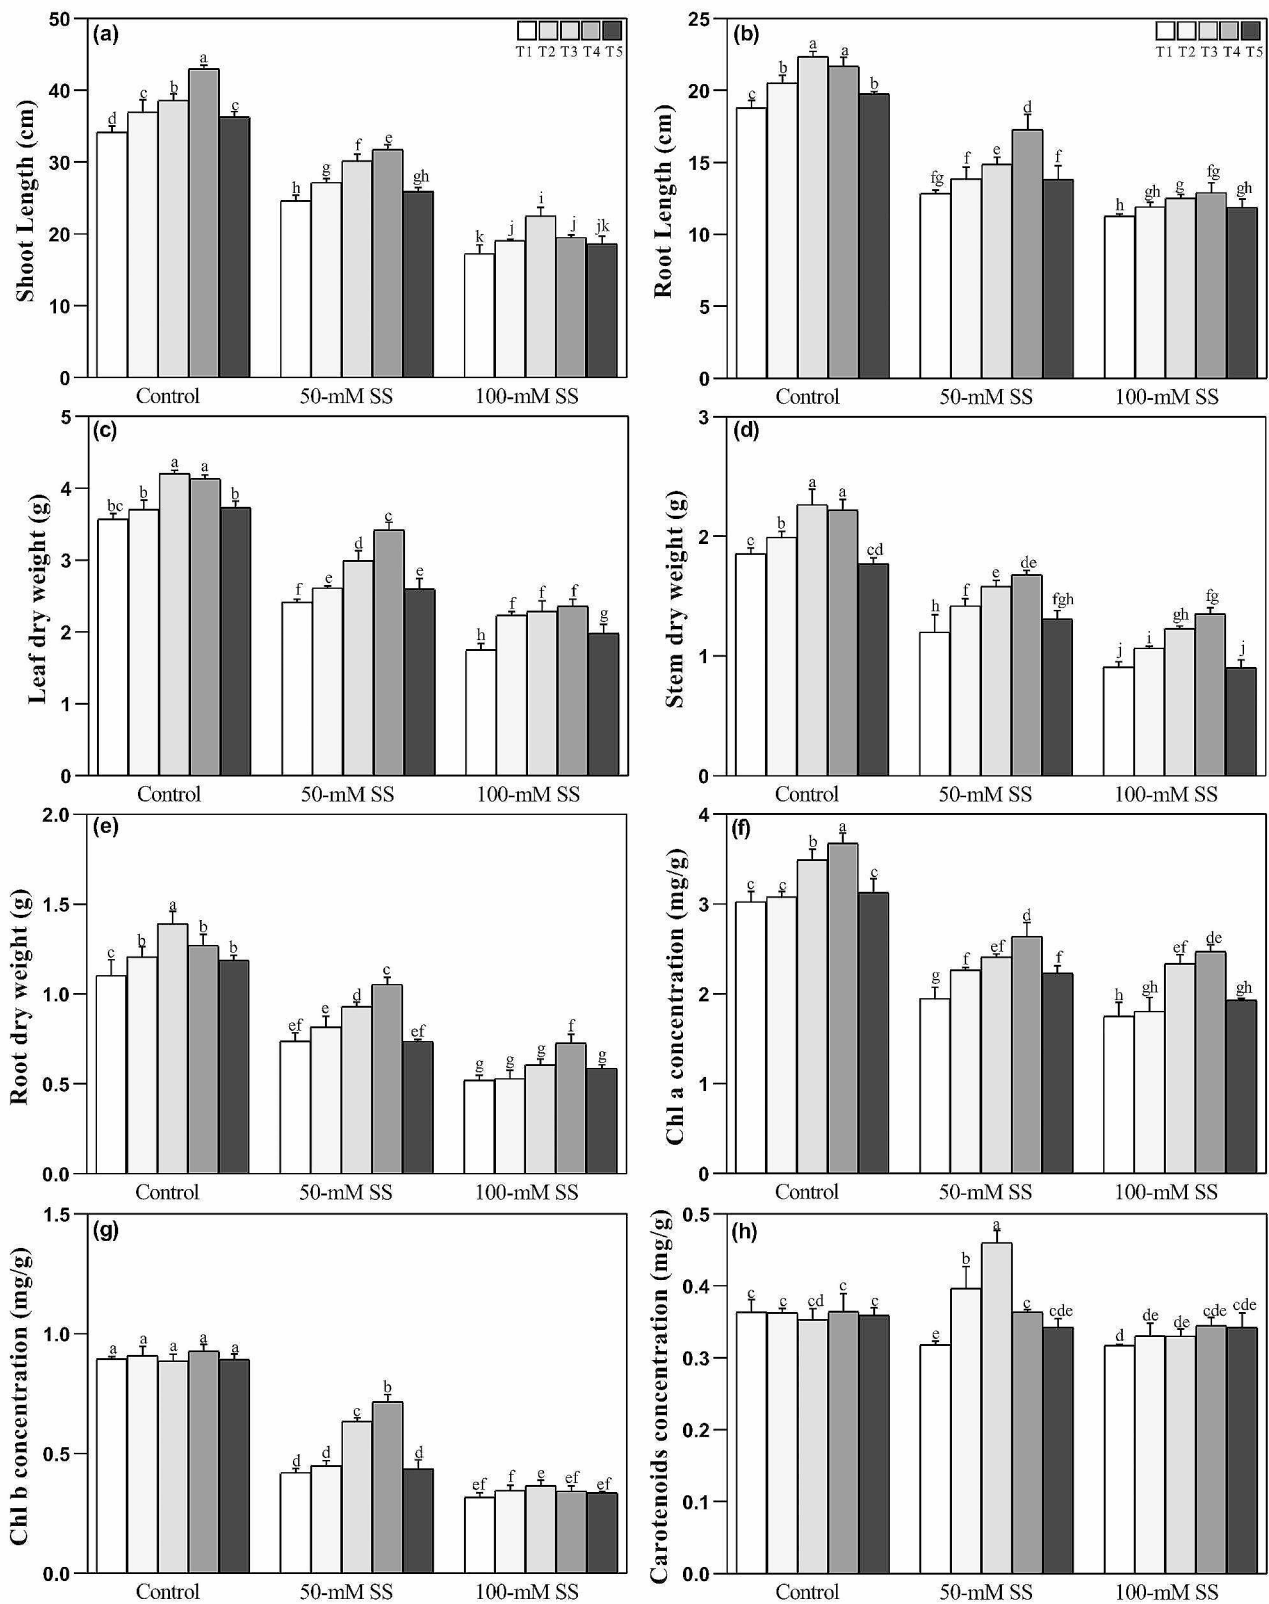 (a)
T1 T2 T3 T4 T5
Shoot Length (cm)
50
40
30
20
10
0
d c b a c
h g f e gh
k j i j jk
Control 50-mM SS 100-mM SS
(b)
T1 T2 T3 T4 T5
Root Length (cm)
25
20
15
10
5
0
c b a a b
fg f e d f
h gh g fg gh
Control 50-mM SS 100-mM SS
(c)
Leaf dry weight (g)
5
4
3
2
1
0
bc b a a b
f e d c e
h f f f g
Control 50-mM SS 100-mM SS
(d)
Stem dry weight (g)
3
2
1
0
c b a a cd
h f e de fgh
j i gh fg j
Control 50-mM SS 100-mM SS
(e)
Root dry weight (g)
2.0
1.5
1.0
0.5
0.0
c b a b b
ef e d c ef
g g g f g
Control 50-mM SS 100-mM SS
(f)
Chl a concentration (mg/g)
4
3
2
1
0
c c b a c
g f ef d f
h gh ef de gh
Control 50-mM SS 100-mM SS
(g)
Chl b concentration (mg/g)
1.5
1.0
0.5
0.0
a a a a a
d d c b d
ef f e ef ef
Control 50-mM SS 100-mM SS
(h)
Carotenoids concentration (mg/g)
0.5
0.4
0.3
0.2
0.1
0.0
c c cd c c
e b a c cde
d de de cde cde
Control 50-mM SS 100-mM SS